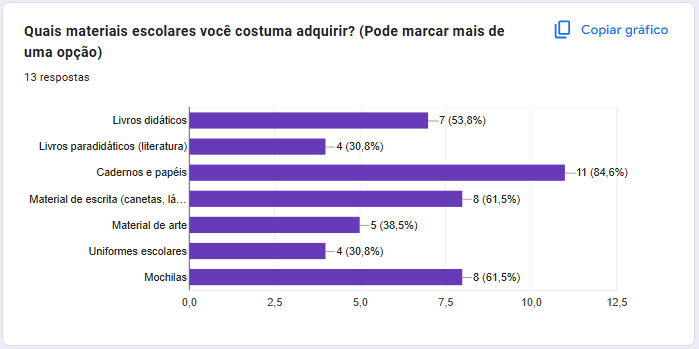 Quais materiais escolares você costuma adquirir? (Pode marcar mais de
uma opção)
Copiar gráfico
13 respostas
Livros didáticos 7 (53,8%)
Livros paradidáticos (literatura) 4 (30,8%)
Cadernos e papéis 11 (84,6%)
Material de escrita (canetas, lá… 8 (61,5%)
Material de arte 5 (38,5%)
Uniformes escolares 4 (30,8%)
Mochilas 8 (61,5%)
0,0 2,5 5,0 7,5 10,0 12,5